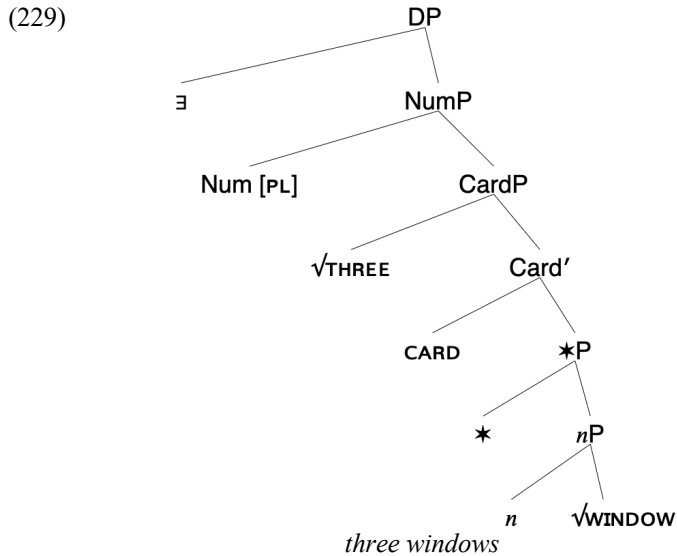 (229)
DP
∃ NumP
Num [PL] CardP
√THREE Card′
CARD ✶P
✶ nP
n √WINDOW
three windows